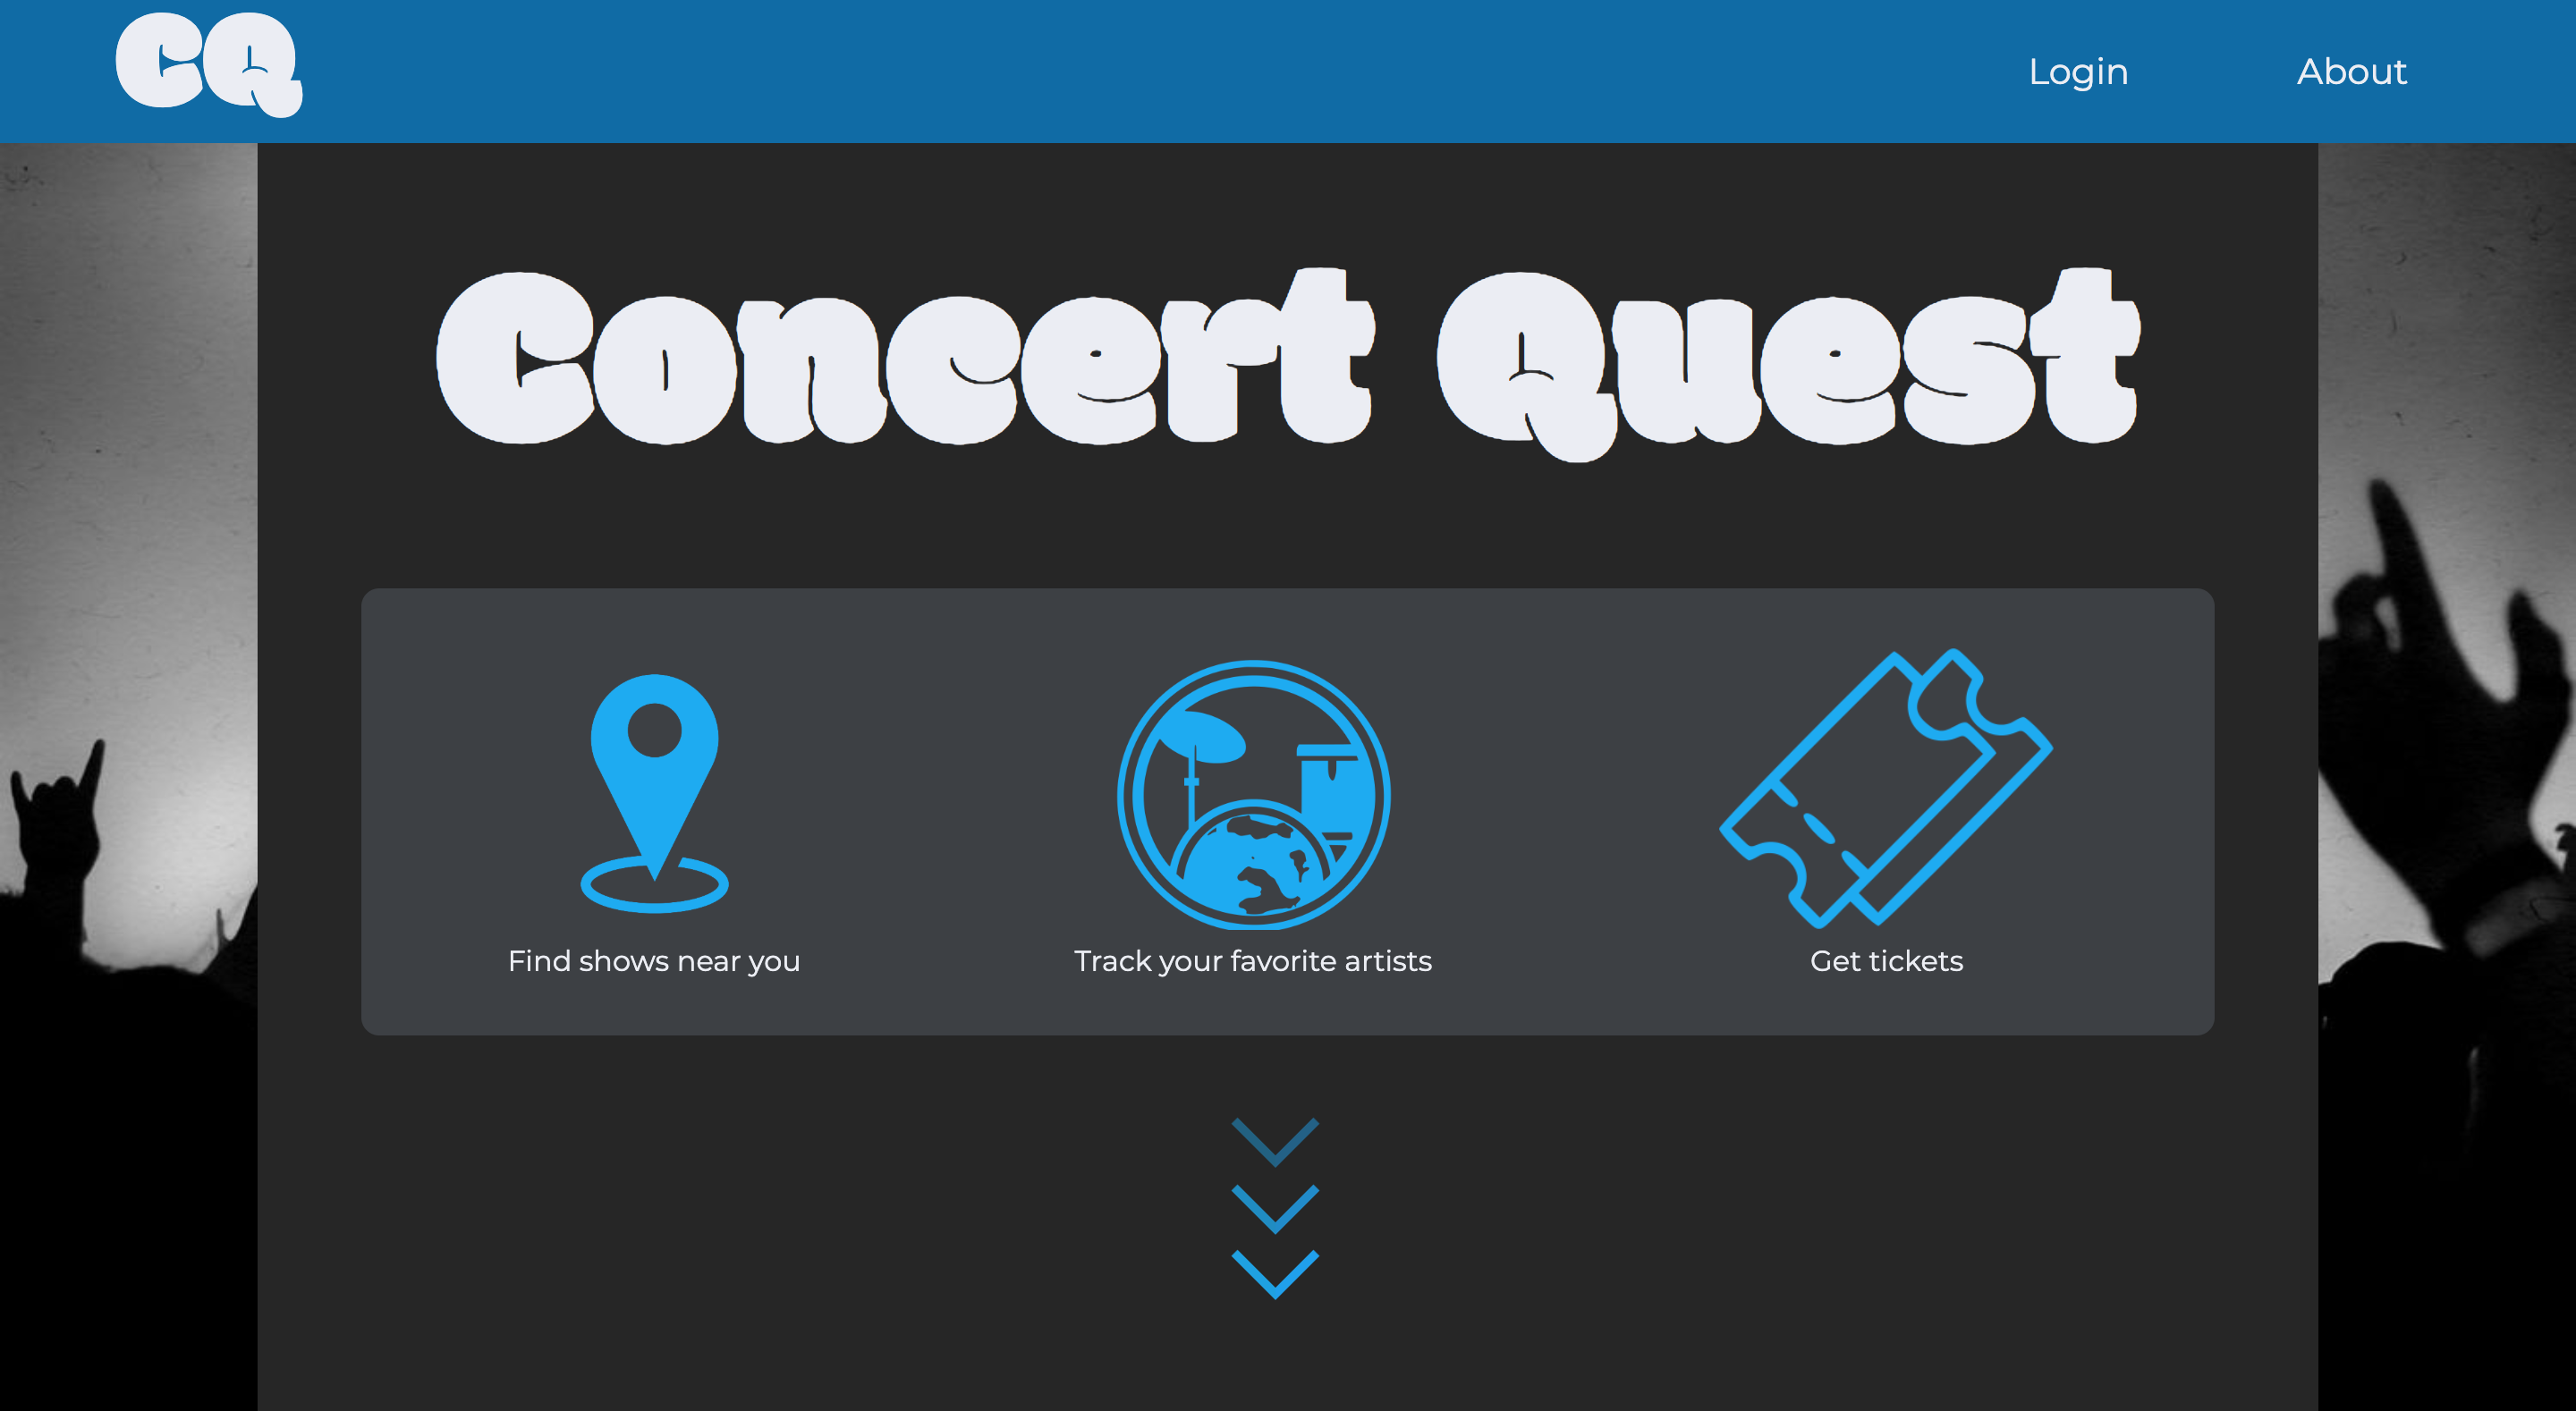 CQ
Login
About
Concert Quest
Find shows near you
Track your favorite artists
Get tickets